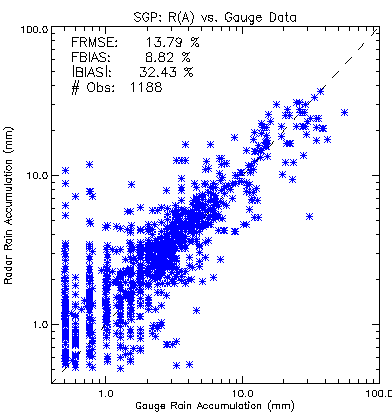 SGP: R(A) vs. Gauge Data
100.0
FRMSE: 13.79 %
FBIAS: 8.82 %
|BIAS|: 32.43 %
# Obs: 1188
10.0
1.0
Radar Rain Accumulation (mm)
1.0 10.0 100.0
Gauge Rain Accumulation (mm)